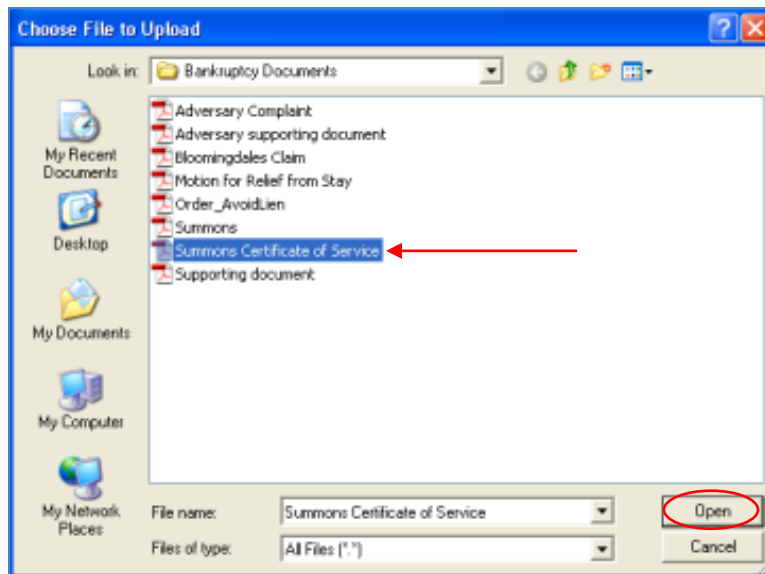 Choose File to Upload
Look in: Bankruptcy Documents
Adversary Complaint
Adversary supporting document
Bloomingdales Claim
Motion for Relief from Stay
Order_AvoidLien
Summons
Summons Certificate of Service
Supporting document
My Recent
Documents
Desktop
My Documents
My Computer
My Network
Places
File name: Summons Certificate of Service Open
Files of type: All Files (*.*) Cancel